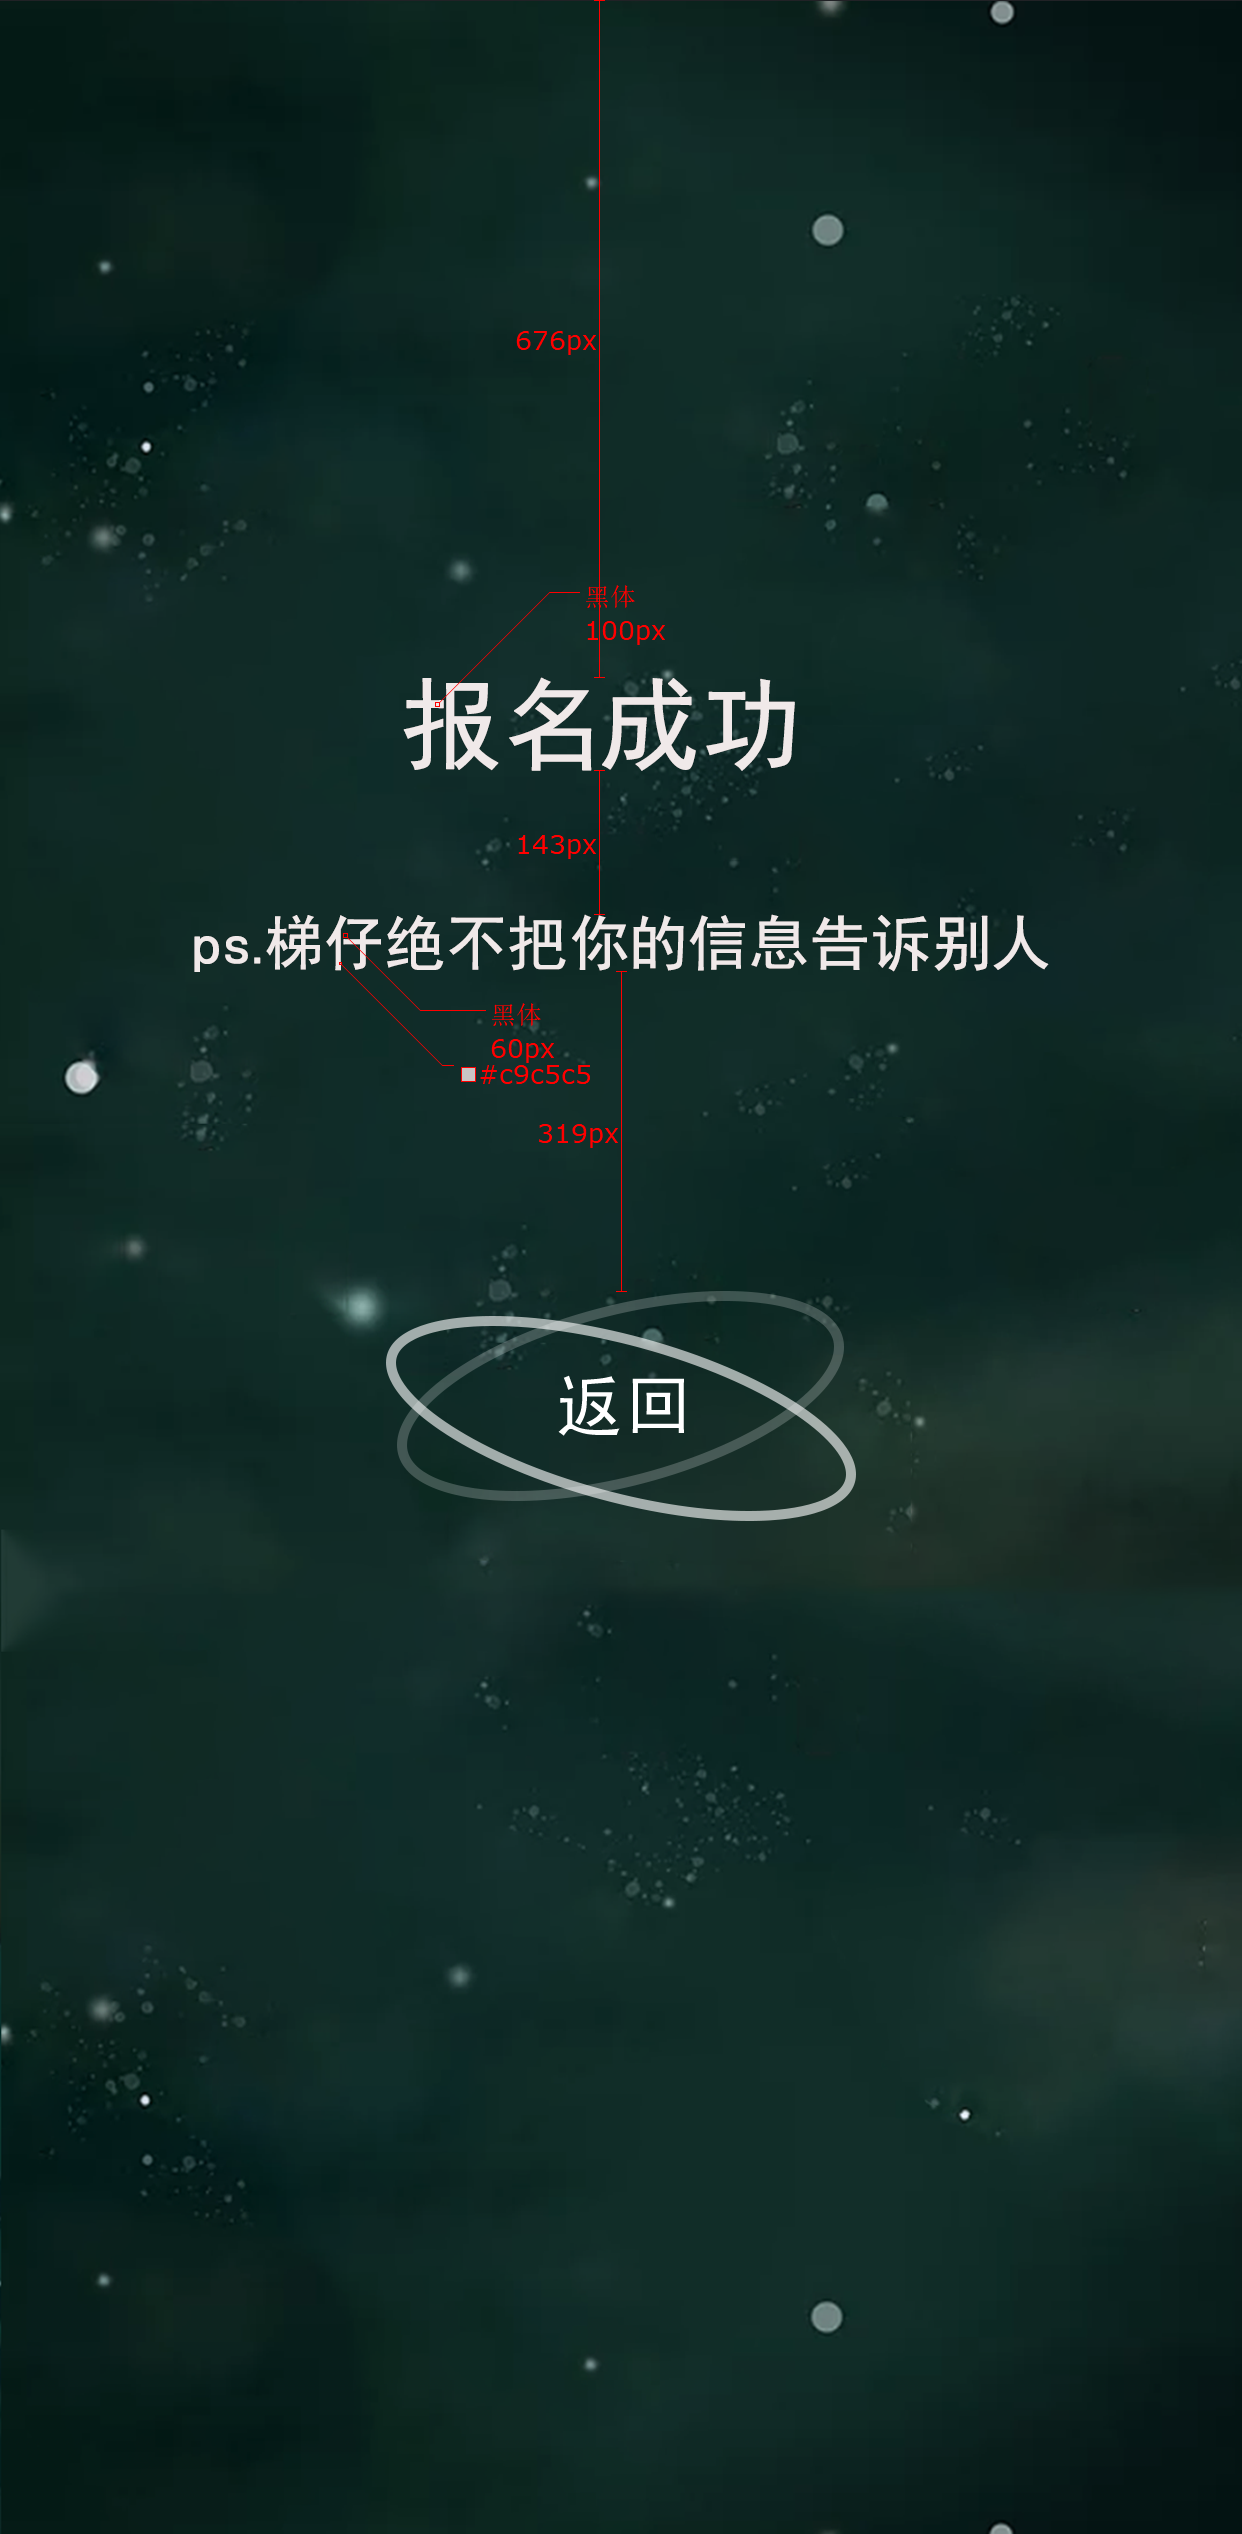 676px
黑体
100px
报名成功
143px
ps.梯仔绝不把你的信息告诉别人
黑体
60px
#c9c5c5
319px
返回